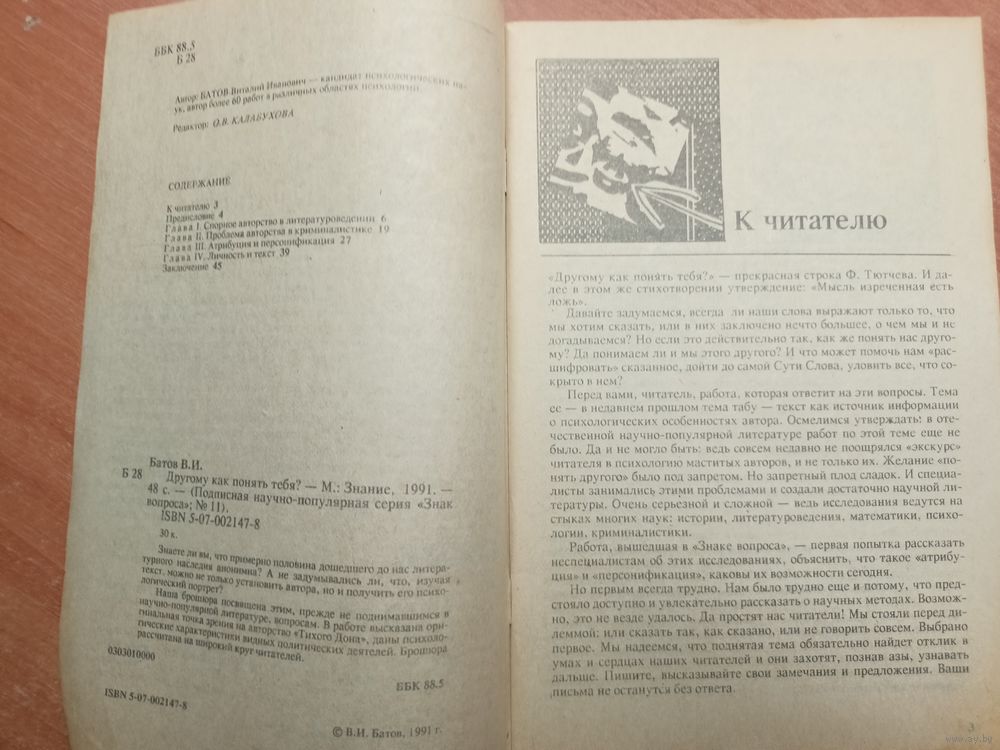 ББК 88.5
Б 28
Автор: БАТОВ Виталий Иванович — кандидат психологических на-
ук, автор более 60 работ в различных областях психологии.
Редактор: О.В. КАЛАБУХОВА
СОДЕРЖАНИЕ
К читателю 3
Предисловие 4
Глава I. Спорное авторство в литературоведении 6
Глава II. Проблема авторства в криминалистике 19
Глава III. Атрибуция и персонификация 27
Глава IV. Личность и текст 39
Заключение 45
Батов В.И.
Б 28 Другому как понять тебя? — М.: Знание, 1991. —
48 с. — (Подписная научно-популярная серия «Знак
вопроса»; № 11).
ISBN 5-07-002147-8
30 к.
Знаете ли вы, что примерно половина дошедшего до нас литера-
турного наследия анонимна? А не задумывались ли, что, изучая
текст, можно не только установить автора, но и получить его психо-
логический портрет?
Наша брошюра посвящена этим, прежде не поднимавшимся в
научно-популярной литературе, вопросам. В работе высказана ори-
гинальная точка зрения на авторство «Тихого Дона», даны психоло-
гические характеристики видных политических деятелей. Брошюра
рассчитана на широкий круг читателей.
0303010000
ББК 88.5
ISBN 5-07-002147-8
© В.И. Батов, 1991 г.
К читателю
«Другому как понять тебя?» — прекрасная строка Ф. Тютчева. И да-
лее в этом же стихотворении утверждение: «Мысль изреченная есть
ложь».
Давайте задумаемся, всегда ли наши слова выражают только то, что
мы хотим сказать, или в них заключено нечто большее, о чем мы и не
догадываемся? Но если это действительно так, как же понять нас друго-
му? Да понимаем ли и мы этого другого? И что может помочь нам «рас-
шифровать» сказанное, дойти до самой Сути Слова, уловить все, что со-
крыто в нем?
Перед вами, читатель, работа, которая ответит на эти вопросы. Тема
ее — в недавнем прошлом тема табу — текст как источник информации
о психологических особенностях автора. Осмелимся утверждать: в оте-
чественной научно-популярной литературе работ по этой теме еще не
было. Да и не могло быть: ведь совсем недавно не поощрялся «экскурс»
читателя в психологию маститых авторов, и не только их. Желание «по-
нять другого» было под запретом. Но запретный плод сладок. И специа-
листы занимались этими проблемами и создали достаточно научной ли-
тературы. Очень серьезной и сложной — ведь исследования ведутся на
стыках многих наук: истории, литературоведения, математики, психо-
логии, криминалистики.
Работа, вышедшая в «Знаке вопроса», — первая попытка рассказать
неспециалистам об этих исследованиях, объяснить, что такое «атрибу-
ция» и «персонификация», каковы их возможности сегодня.
Но первым всегда трудно. Нам было трудно еще и потому, что пред-
стояло доступно и увлекательно рассказать о научных методах. Возмож-
но, это не везде удалось. Да простят нас читатели! Мы стояли перед ди-
леммой: или сказать так, как сказано, или не говорить совсем. Выбрано
первое. Мы надеемся, что поднятая тема обязательно найдет отклик в
умах и сердцах наших читателей и они захотят, познав азы, узнавать
дальше. Пишите, высказывайте свои замечания и предложения. Ваши
письма не останутся без ответа.
3
www.ay.by